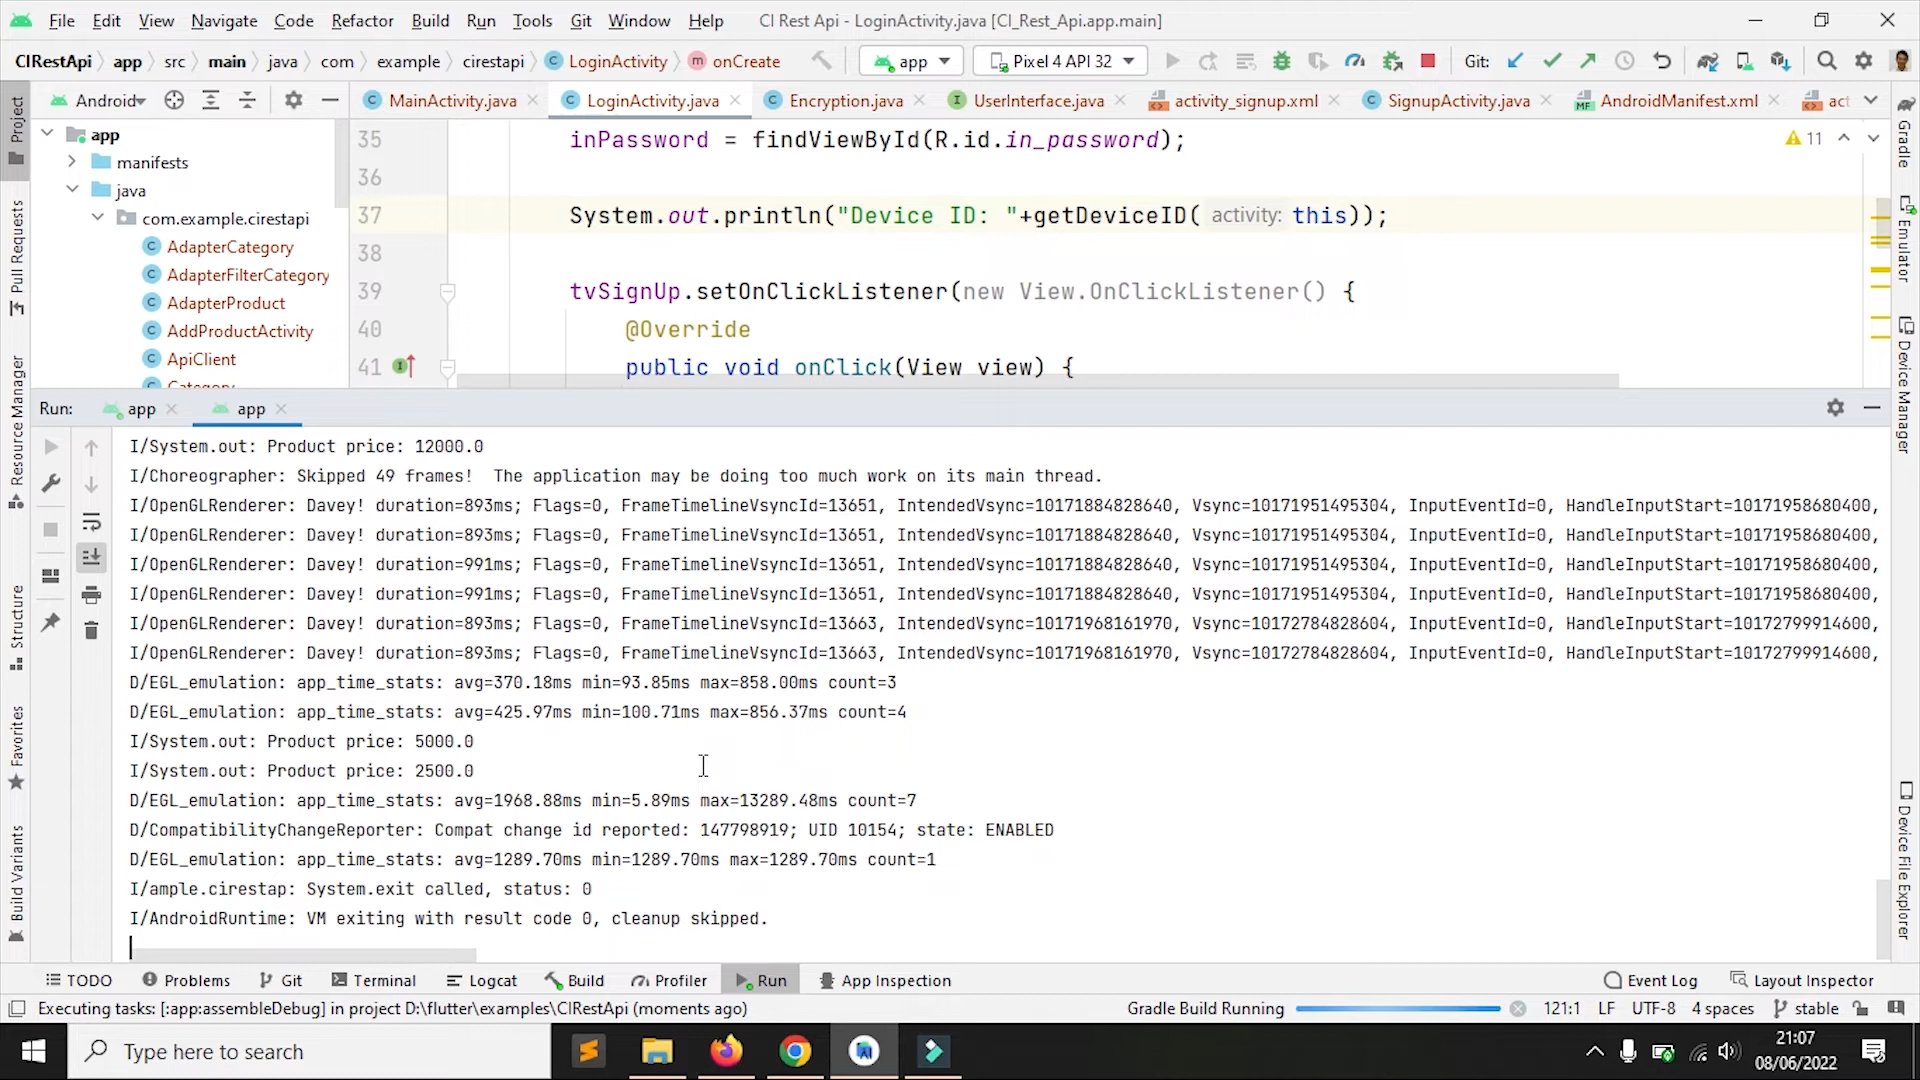 File Edit View Navigate Code Refactor Build Run Tools Git Window Help CI Rest Api - LoginActivity.java [CI_Rest_Api.app.main]
CIRestApi app src main java com example cirestapi LoginActivity onCreate app Pixel 4 API 32 Git:
Android MainActivity.java LoginActivity.java Encryption.java UserInterface.java activity_signup.xml SignupActivity.java AndroidManifest.xml act
Project
Pull Requests
Resource Manager
Structure
Favorites
Build Variants
app
manifests
java
com.example.cirestapi
AdapterCategory
AdapterFilterCategory
AdapterProduct
AddProductActivity
ApiClient
Category
35 inPassword = findViewById(R.id.in_password);
36
37 System.out.println("Device ID: "+getDeviceID( activity: this));
38
39 tvSignUp.setOnClickListener(new View.OnClickListener() {
40 @Override
41 public void onClick(View view) {
11
Gradle
Emulator
Device Manager
Device File Explorer
Run: app app
I/System.out: Product price: 12000.0
I/Choreographer: Skipped 49 frames!  The application may be doing too much work on its main thread.
I/OpenGLRenderer: Davey! duration=893ms; Flags=0, FrameTimelineVsyncId=13651, IntendedVsync=10171884828640, Vsync=10171951495304, InputEventId=0, HandleInputStart=10171958680400,
I/OpenGLRenderer: Davey! duration=893ms; Flags=0, FrameTimelineVsyncId=13651, IntendedVsync=10171884828640, Vsync=10171951495304, InputEventId=0, HandleInputStart=10171958680400,
I/OpenGLRenderer: Davey! duration=991ms; Flags=0, FrameTimelineVsyncId=13651, IntendedVsync=10171884828640, Vsync=10171951495304, InputEventId=0, HandleInputStart=10171958680400,
I/OpenGLRenderer: Davey! duration=991ms; Flags=0, FrameTimelineVsyncId=13651, IntendedVsync=10171884828640, Vsync=10171951495304, InputEventId=0, HandleInputStart=10171958680400,
I/OpenGLRenderer: Davey! duration=893ms; Flags=0, FrameTimelineVsyncId=13663, IntendedVsync=10171968161970, Vsync=10172784828604, InputEventId=0, HandleInputStart=10172799914600,
I/OpenGLRenderer: Davey! duration=893ms; Flags=0, FrameTimelineVsyncId=13663, IntendedVsync=10171968161970, Vsync=10172784828604, InputEventId=0, HandleInputStart=10172799914600,
D/EGL_emulation: app_time_stats: avg=370.18ms min=93.85ms max=858.00ms count=3
D/EGL_emulation: app_time_stats: avg=425.97ms min=100.71ms max=856.37ms count=4
I/System.out: Product price: 5000.0
I/System.out: Product price: 2500.0
D/EGL_emulation: app_time_stats: avg=1968.88ms min=5.89ms max=13289.48ms count=7
D/CompatibilityChangeReporter: Compat change id reported: 147798919; UID 10154; state: ENABLED
D/EGL_emulation: app_time_stats: avg=1289.70ms min=1289.70ms max=1289.70ms count=1
I/ample.cirestap: System.exit called, status: 0
I/AndroidRuntime: VM exiting with result code 0, cleanup skipped.
TODO Problems Git Terminal Logcat Build Profiler Run App Inspection Event Log Layout Inspector
Executing tasks: [:app:assembleDebug] in project D:\flutter\examples\CIRestApi (moments ago) Gradle Build Running 121:1 LF UTF-8 4 spaces stable
Type here to search
21:07
08/06/2022